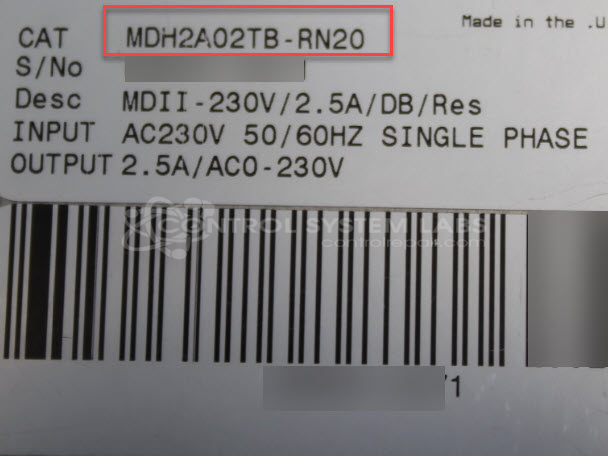 Made in the .U
CAT MDH2A02TB-RN20
S/No
Desc MDII-230V/2.5A/DB/Res
INPUT AC230V 50/60HZ SINGLE PHASE
OUTPUT 2.5A/AC0-230V
CONTROL SYSTEM LABS
controlrepair.com
71